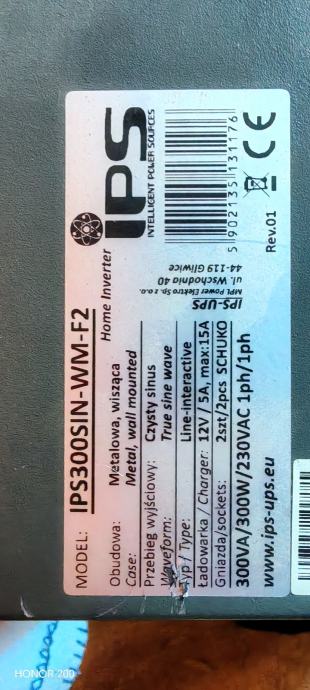 MODEL: IPS300SIN-WM-F2
Home Inverter
iPS
INTELLIGENT POWER SOURCES
Obudowa: Metalowa, wisząca
Case: Metal, wall mounted
Przebieg wyjściowy: Czysty sinus
Waveform: True sine wave
Typ / Type: Line-interactive
Ładowarka / Charger: 12V / 5A, max:15A
Gniazda/sockets: 2szt/2pcs SCHUKO
300VA/300W/230VAC 1ph/1ph
www.ips-ups.eu
IPS-UPS
MPL Power Elektro Sp. z o.o.
ul. Wschodnia 40
44-119 Gliwice
5 902135 131176
CE
Rev.01
HONOR 200